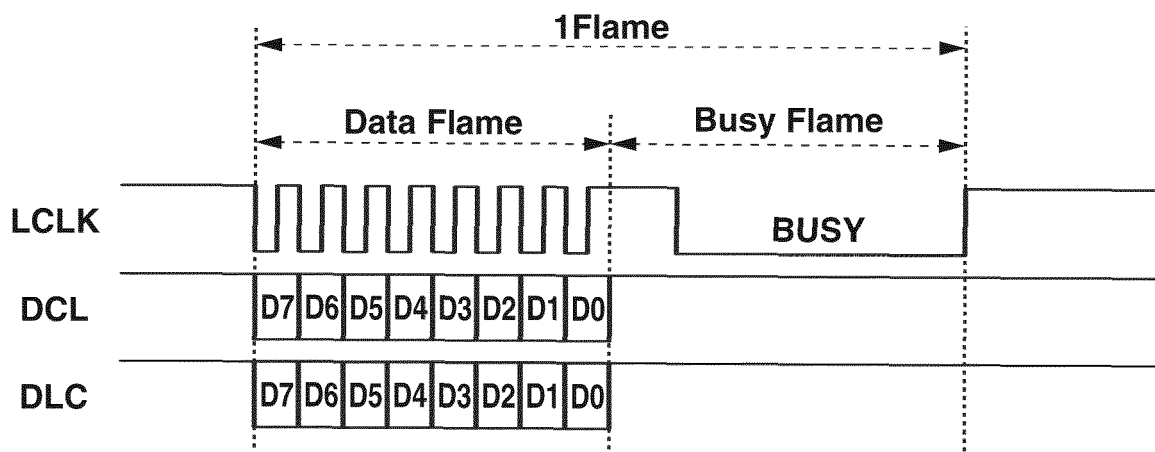 1Flame
Data Flame Busy Flame
LCLK BUSY
DCL D7 D6 D5 D4 D3 D2 D1 D0
DLC D7 D6 D5 D4 D3 D2 D1 D0